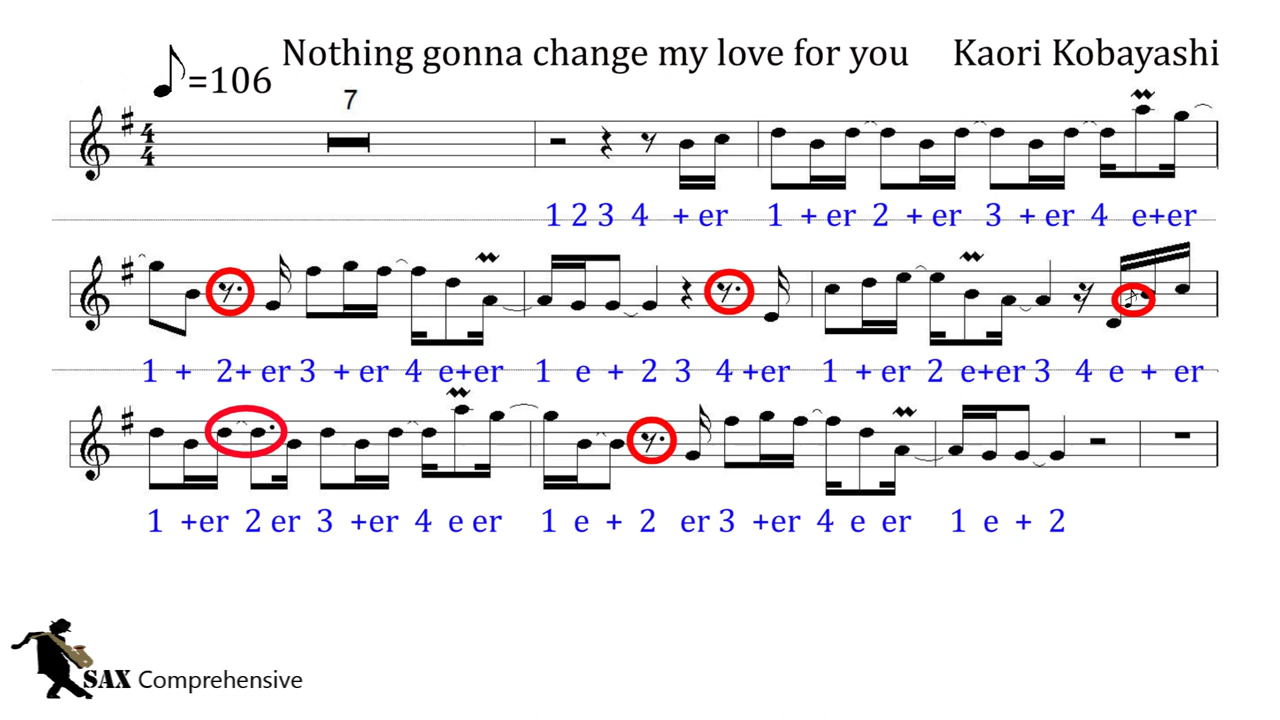 Nothing gonna change my love for you Kaori Kobayashi
=106
7
4
4
1 2 3 4 + er 1 + er 2 + er 3 + er 4 e+er
1 + 2+ er 3 + er 4 e+er 1 e + 2 3 4 +er 1 + er 2 e+er 3 4 e + er
1 +er 2 er 3 +er 4 e er 1 e + 2 er 3 +er 4 e er 1 e + 2
SAX Comprehensive